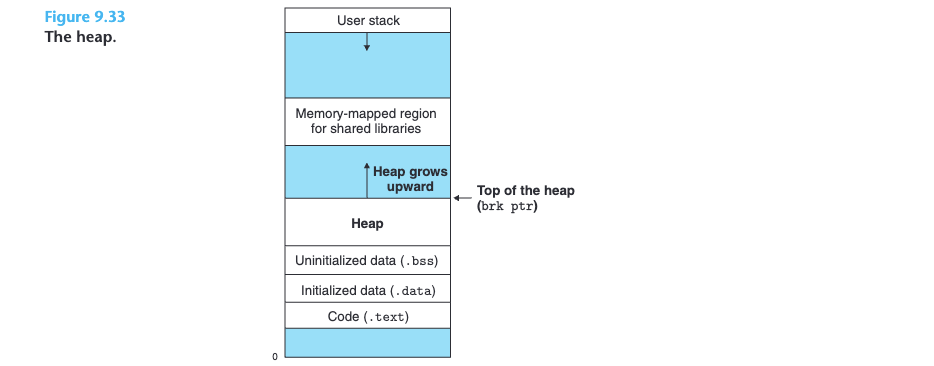 Figure 9.33
The heap.
User stack
Memory-mapped region
for shared libraries
Heap grows
upward
Top of the heap
(brk ptr)
Heap
Uninitialized data (.bss)
Initialized data (.data)
Code (.text)
0